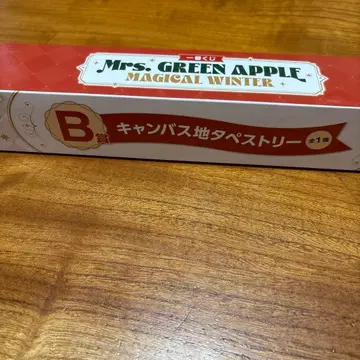 一番くじ
Mrs. GREEN APPLE
MAGICAL WINTER
B賞
キャンバス地タペストリー
全1種